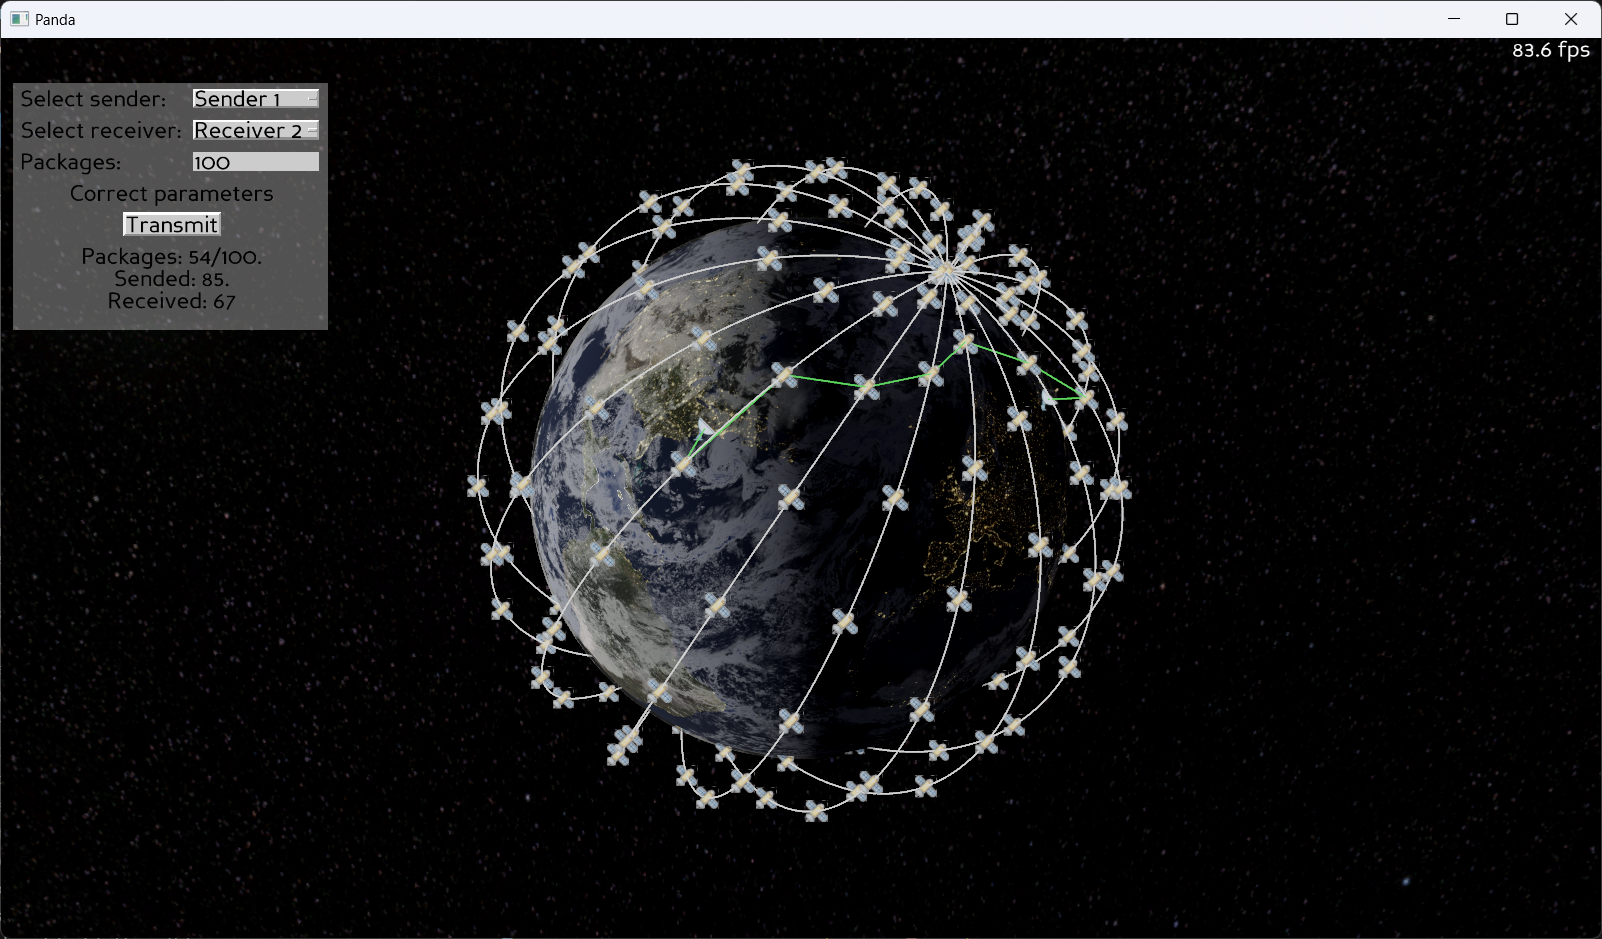 Panda
83.6 fps
Select sender: Sender 1
Select receiver: Receiver 2
Packages: 100
Correct parameters
Transmit
Packages: 54/100.
Sended: 85.
Received: 67